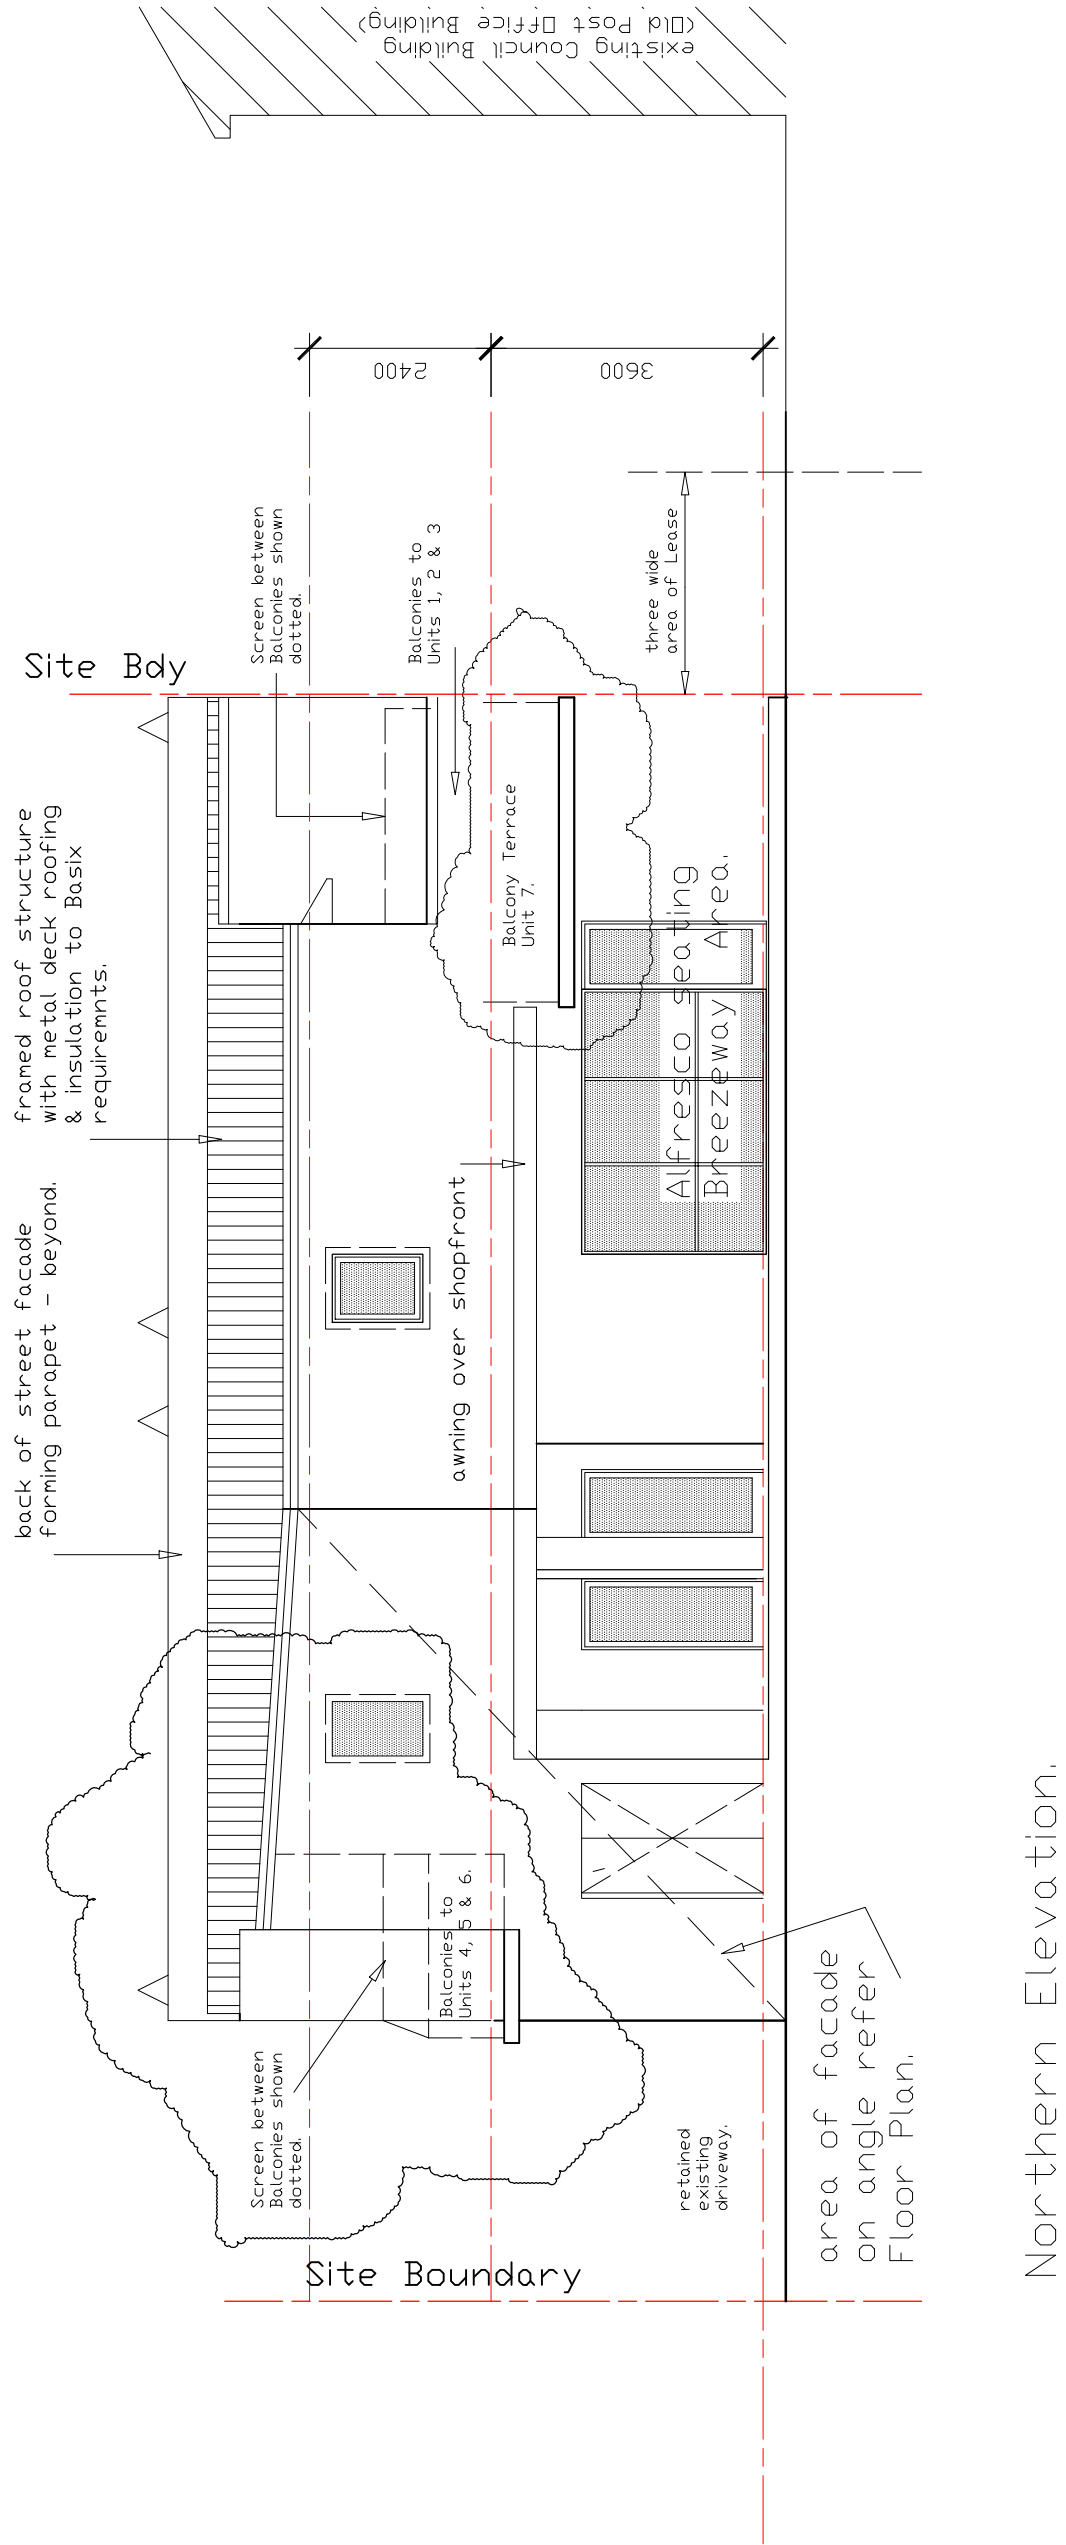 back of street facade
forming parapet - beyond.
framed roof structure
with metal deck roofing
& insulation to Basix
requiremnts.
Site Bdy
existing Council Building
(Old Post Office Building)
Screen between
Balconies shown
dotted.
Screen between
Balconies shown
dotted.
Site Boundary
2400
3600
Balconies to
Units 4, 5 & 6.
awning over shopfront
Balconies to
Units 1, 2 & 3
Balcony Terrace
Unit 7.
three wide
area of Lease
retained
existing
driveway.
Alfresco seating
Breezeway Area.
area of facade
on angle refer
Floor Plan.
Northern Elevation.